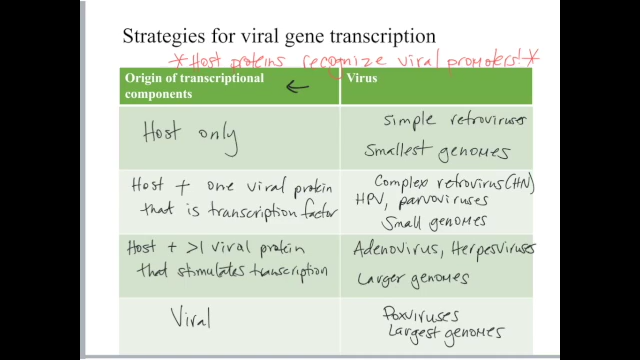 Strategies for viral gene transcription
*Host proteins recognize viral promoters!*
Origin of transcriptional components ←
Virus
Host only
simple retroviruses
Smallest genomes
Host + one viral protein
that is transcription factor
Complex retrovirus (HIV)
HPV, parvoviruses
Small genomes
Host + >1 viral protein
that stimulates transcription
Adenovirus, Herpesviruses
Larger genomes
Viral
Poxviruses
Largest genomes